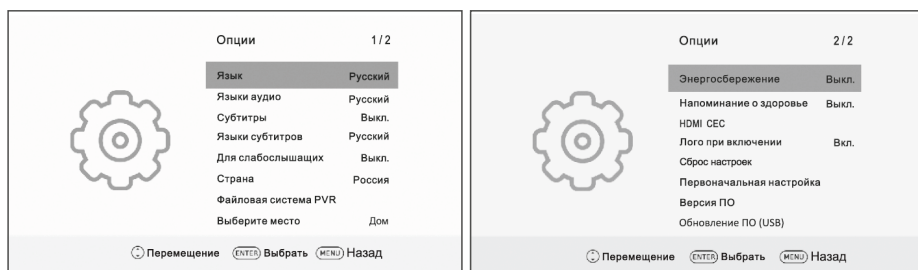 Опции 1/2
Язык Русский
Языки аудио Русский
Субтитры Выкл.
Языки субтитров Русский
Для слабослышащих Выкл.
Страна Россия
Файловая система PVR
Выберите место Дом
Перемещение ENTER Выбрать MENU Назад
Опции 2/2
Энергосбережение Выкл.
Напоминание о здоровье Выкл.
HDMI CEC
Лого при включении Вкл.
Сброс настроек
Первоначальная настройка
Версия ПО
Обновление ПО (USB)
Перемещение ENTER Выбрать MENU Назад